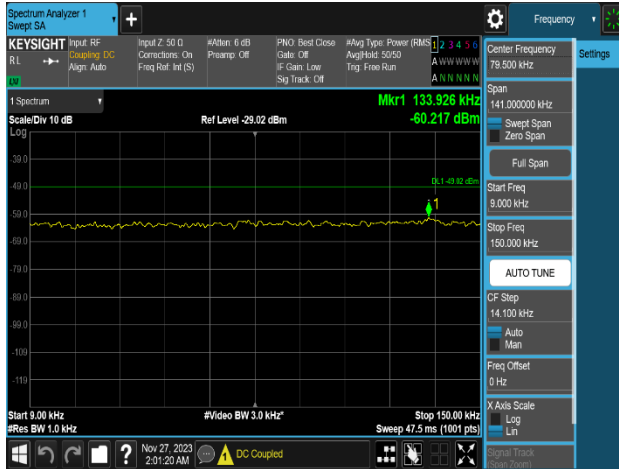 Spectrum Analyzer 1
Swept SA
+
Frequency
KEYSIGHT
RL
Input: RF
Coupling: DC
Align: Auto
Input Z: 50 Ω
Corrections: On
Freq Ref: Int (S)
#Atten: 6 dB
Preamp: Off
PNO: Best Close
Gate: Off
IF Gain: Low
Sig Track: Off
#Avg Type: Power (RMS
Avg|Hold: 50/50
Trig: Free Run
1 2 3 4 5 6
A W W W W W
A N N N N N
Center Frequency
79.500 kHz
Settings
Span
141.000000 kHz
Swept Span
Zero Span
Full Span
Start Freq
9.000 kHz
Stop Freq
150.000 kHz
AUTO TUNE
CF Step
14.100 kHz
Auto
Man
Freq Offset
0 Hz
X Axis Scale
Log
Lin
Signal Track
(Span Zoom)
1 Spectrum
Scale/Div 10 dB
Ref Level -29.02 dBm
Mkr1 133.926 kHz
-60.217 dBm
Log
-39.0
-49.0
-59.0
-69.0
-79.0
-89.0
-99.0
-109
-119
DL1 -49.02 dBm
1
Start 9.00 kHz
#Res BW 1.0 kHz
#Video BW 3.0 kHz*
Stop 150.00 kHz
Sweep 47.5 ms (1001 pts)
?
Nov 27, 2023
2:01:20 AM
DC Coupled